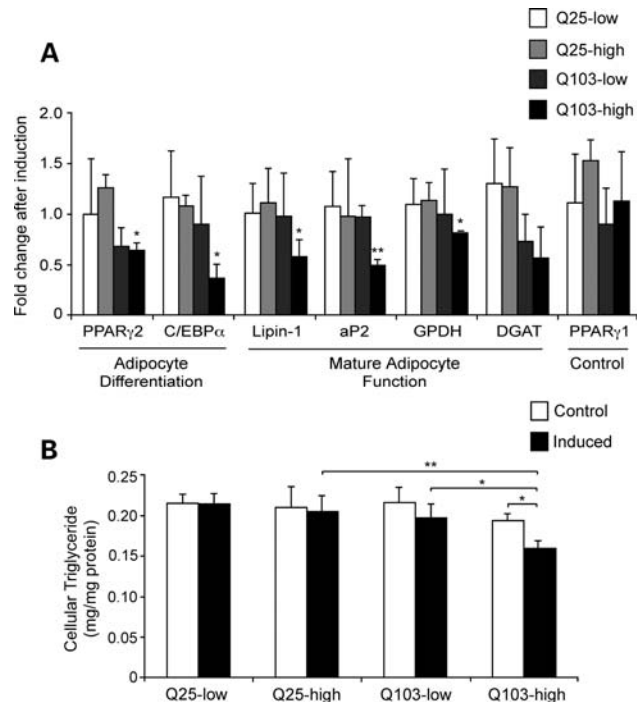 A
Q25-low
Q25-high
Q103-low
Q103-high
Fold change after induction
2.0
1.5
1.0
0.5
0
*
*
*
**
*
PPARγ2 C/EBPα Lipin-1 aP2 GPDH DGAT PPARγ1
Adipocyte Differentiation
Mature Adipocyte Function
Control
B
Control
Induced
Cellular Triglyceride
(mg/mg protein)
0.25
0.20
0.15
0.10
0.05
0.00
**
*
*
Q25-low Q25-high Q103-low Q103-high